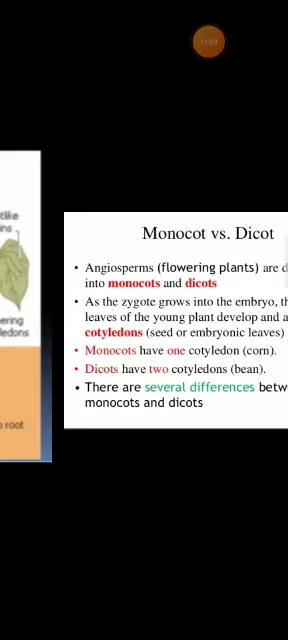 Monocot vs. Dicot
• Angiosperms (flowering plants) are
into monocots and dicots
• As the zygote grows into the embryo,
leaves of the young plant develop and
cotyledons (seed or embryonic leaves)
• Monocots have one cotyledon (corn).
• Dicots have two cotyledons (bean).
• There are several differences
monocots and dicots
root